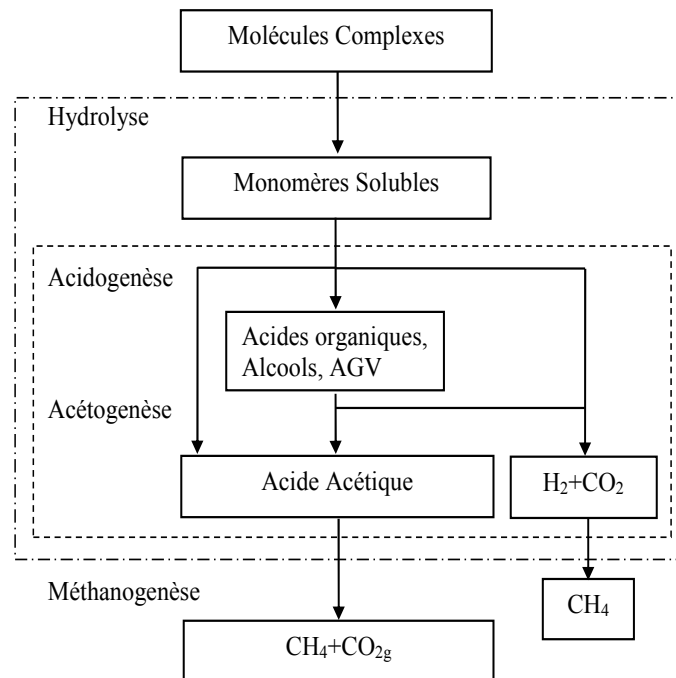 Molécules Complexes
Hydrolyse
Monomères Solubles
Acidogenèse
Acides organiques,
Alcools, AGV
Acétogenèse
Acide Acétique
H₂+CO₂
Méthanogenèse
CH₄
CH₄+CO₂g